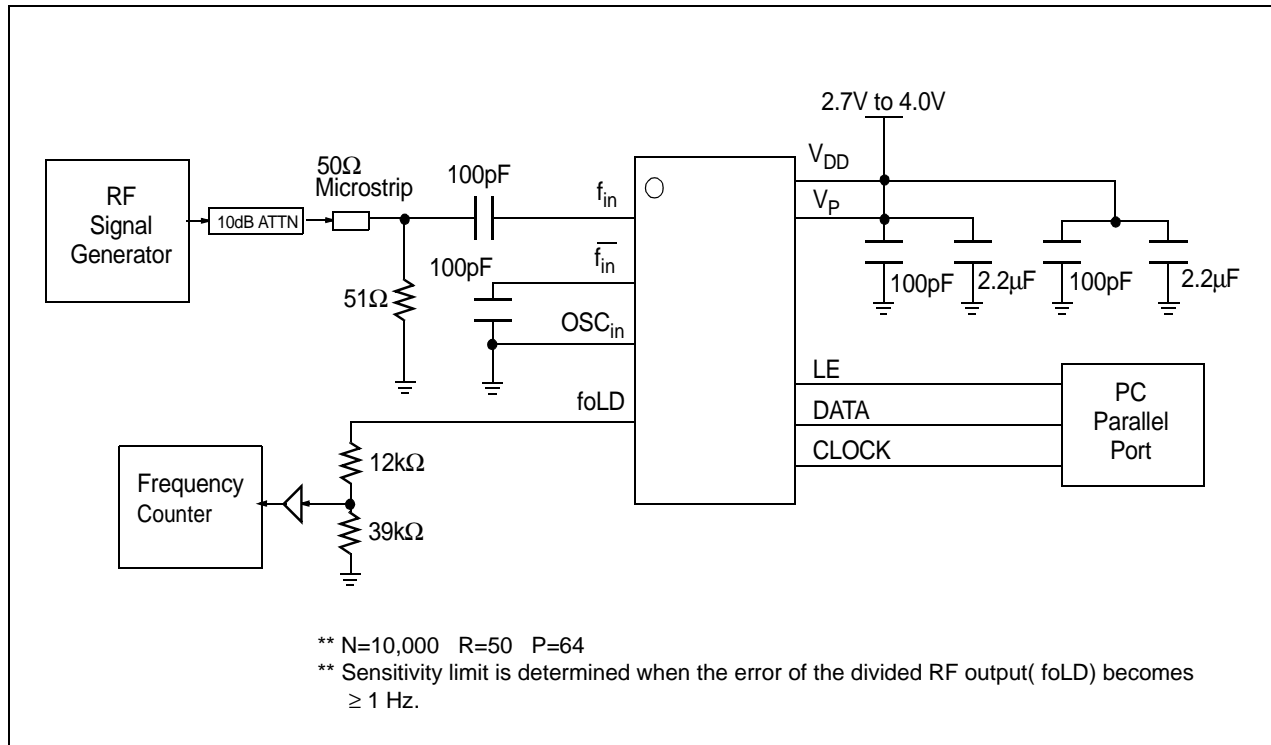 2.7V to 4.0V
RF
Signal
Generator
10dB ATTN
50Ω
Microstrip
100pF
51Ω
100pF
f_in
f̅_i̅n̅
OSC_in
foLD
V_DD
V_P
100pF
2.2μF
100pF
2.2μF
LE
DATA
CLOCK
PC
Parallel
Port
12kΩ
39kΩ
Frequency
Counter
** N=10,000 R=50 P=64
** Sensitivity limit is determined when the error of the divided RF output( foLD) becomes
≥ 1 Hz.